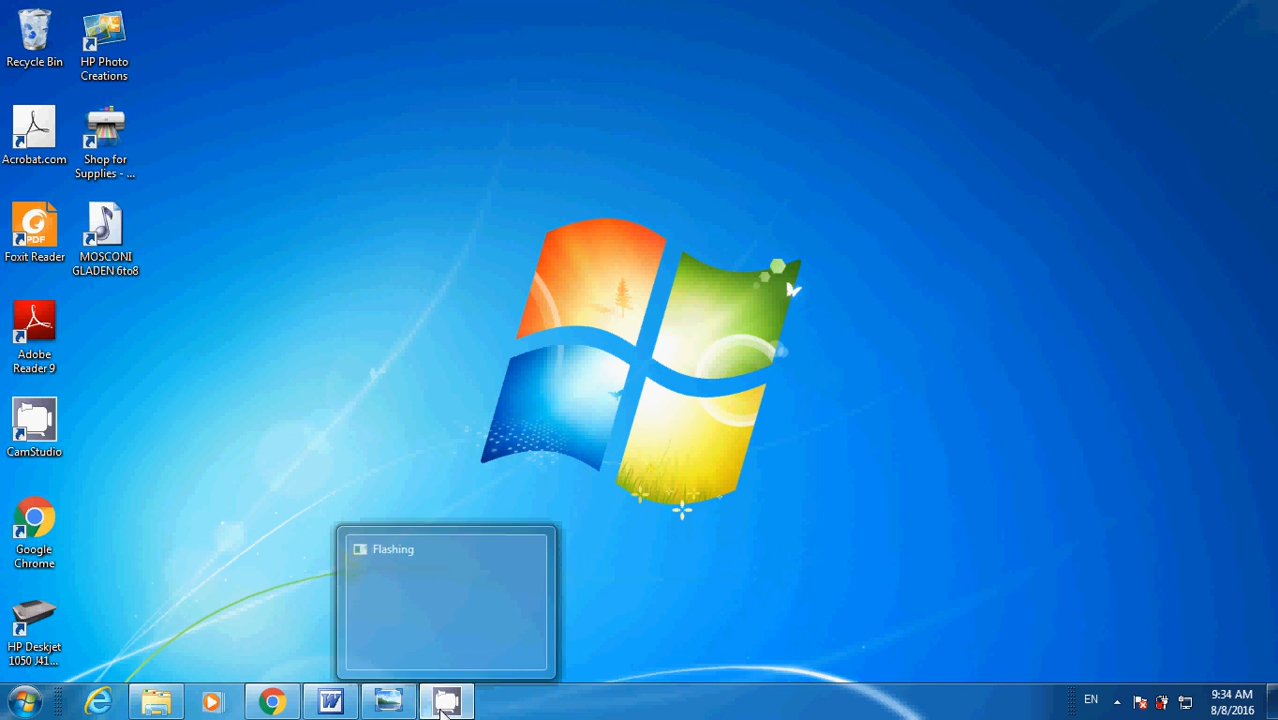 Recycle Bin
HP Photo
Creations
Acrobat.com
Shop for
Supplies - ...
PDF
Foxit Reader
MOSCONI
GLADEN 6to8
Adobe
Reader 9
CamStudio
Google
Chrome
HP Deskjet
1050 J41...
Flashing
W
EN
9:34 AM
8/8/2016